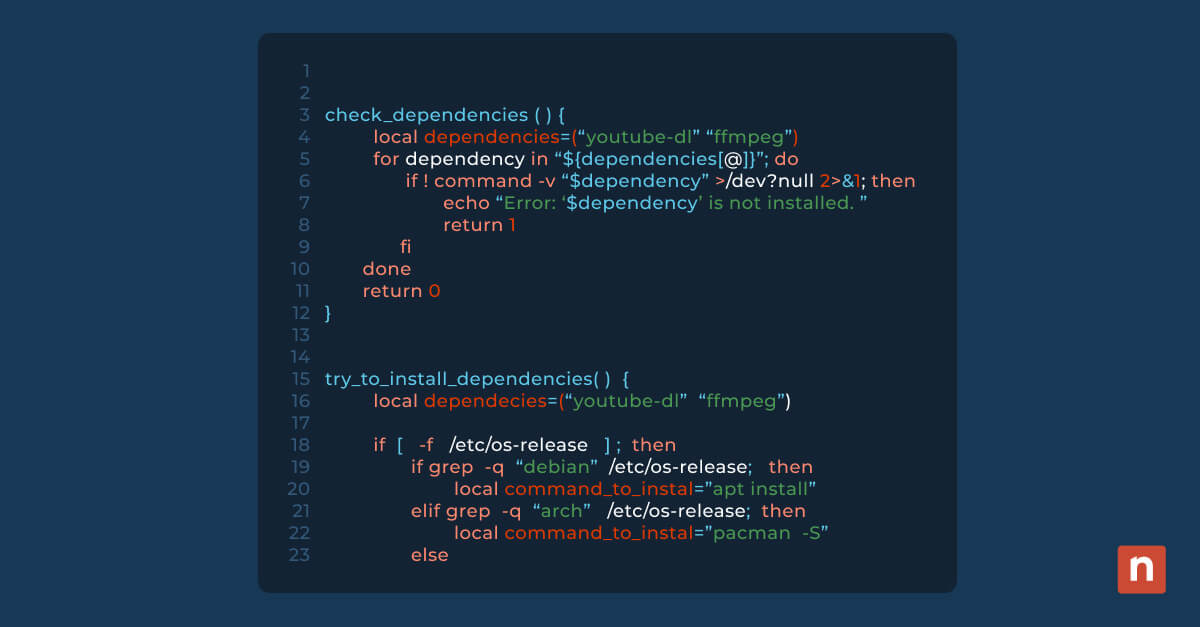 1
2
3 check_dependencies ( ) {
4 local dependencies=(“youtube-dl” “ffmpeg”)
5 for dependency in “${dependencies[@]}”; do
6 if ! command -v “$dependency” >/dev?null 2>&1; then
7 echo “Error: ‘$dependency’ is not installed. ”
8 return 1
9 fi
10 done
11 return 0
12 }
13
14
15 try_to_install_dependencies( ) {
16 local dependecies=(“youtube-dl” “ffmpeg”)
17
18 if [ -f /etc/os-release ] ; then
19 if grep -q “debian” /etc/os-release; then
20 local command_to_instal=”apt install”
21 elif grep -q “arch” /etc/os-release; then
22 local command_to_instal=”pacman -S”
23 else
n